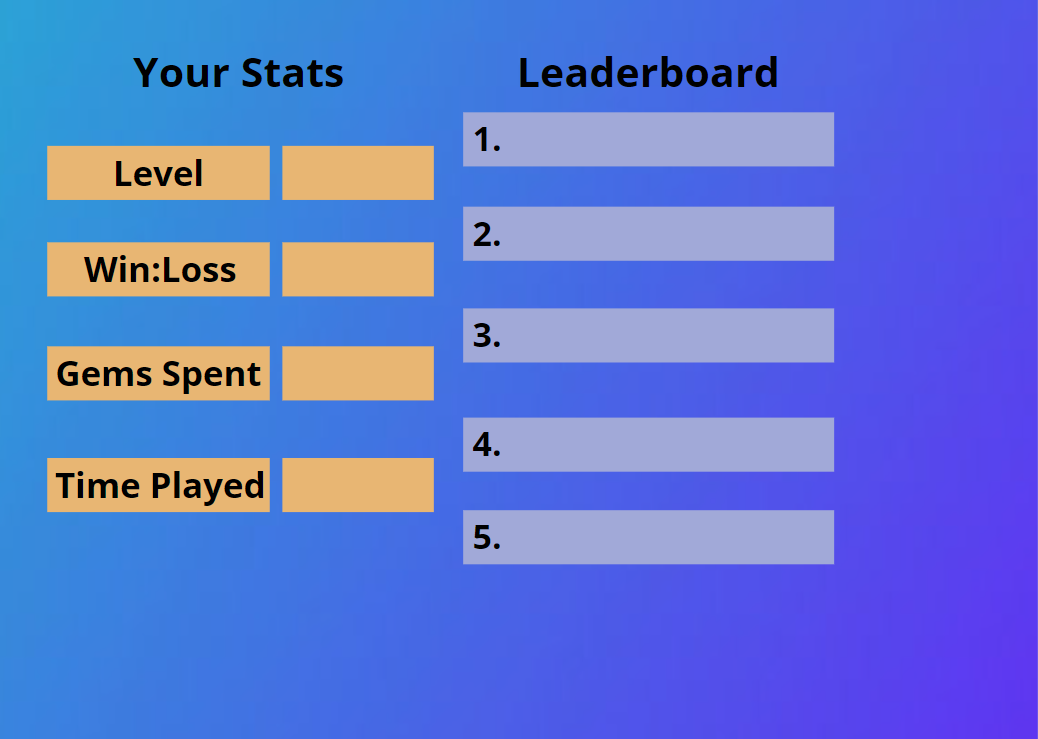 Your Stats
Level
Win:Loss
Gems Spent
Time Played
Leaderboard
1.
2.
3.
4.
5.